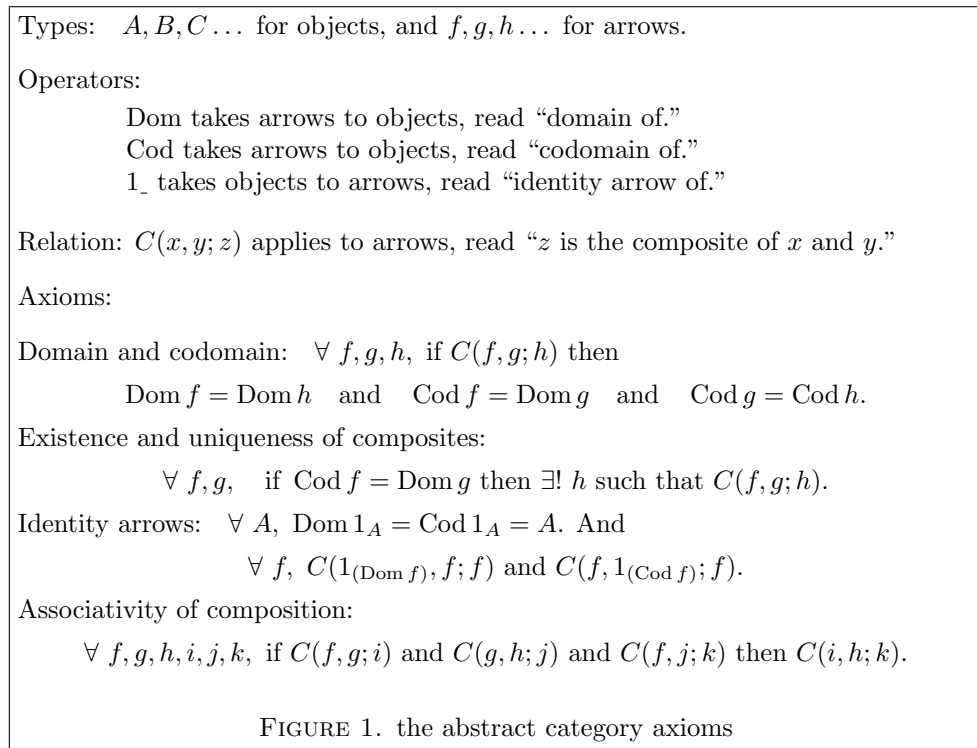 Types: A, B, C … for objects, and f, g, h … for arrows.
Operators:
Dom takes arrows to objects, read “domain of.”
Cod takes arrows to objects, read “codomain of.”
1_ takes objects to arrows, read “identity arrow of.”
Relation: C(x, y; z) applies to arrows, read “z is the composite of x and y.”
Axioms:
Domain and codomain: ∀ f, g, h, if C(f, g; h) then
Dom f = Dom h and Cod f = Dom g and Cod g = Cod h.
Existence and uniqueness of composites:
∀ f, g, if Cod f = Dom g then ∃! h such that C(f, g; h).
Identity arrows: ∀ A, Dom 1_A = Cod 1_A = A. And
∀ f, C(1_(Dom f), f; f) and C(f, 1_(Cod f); f).
Associativity of composition:
∀ f, g, h, i, j, k, if C(f, g; i) and C(g, h; j) and C(f, j; k) then C(i, h; k).
FIGURE 1. the abstract category axioms